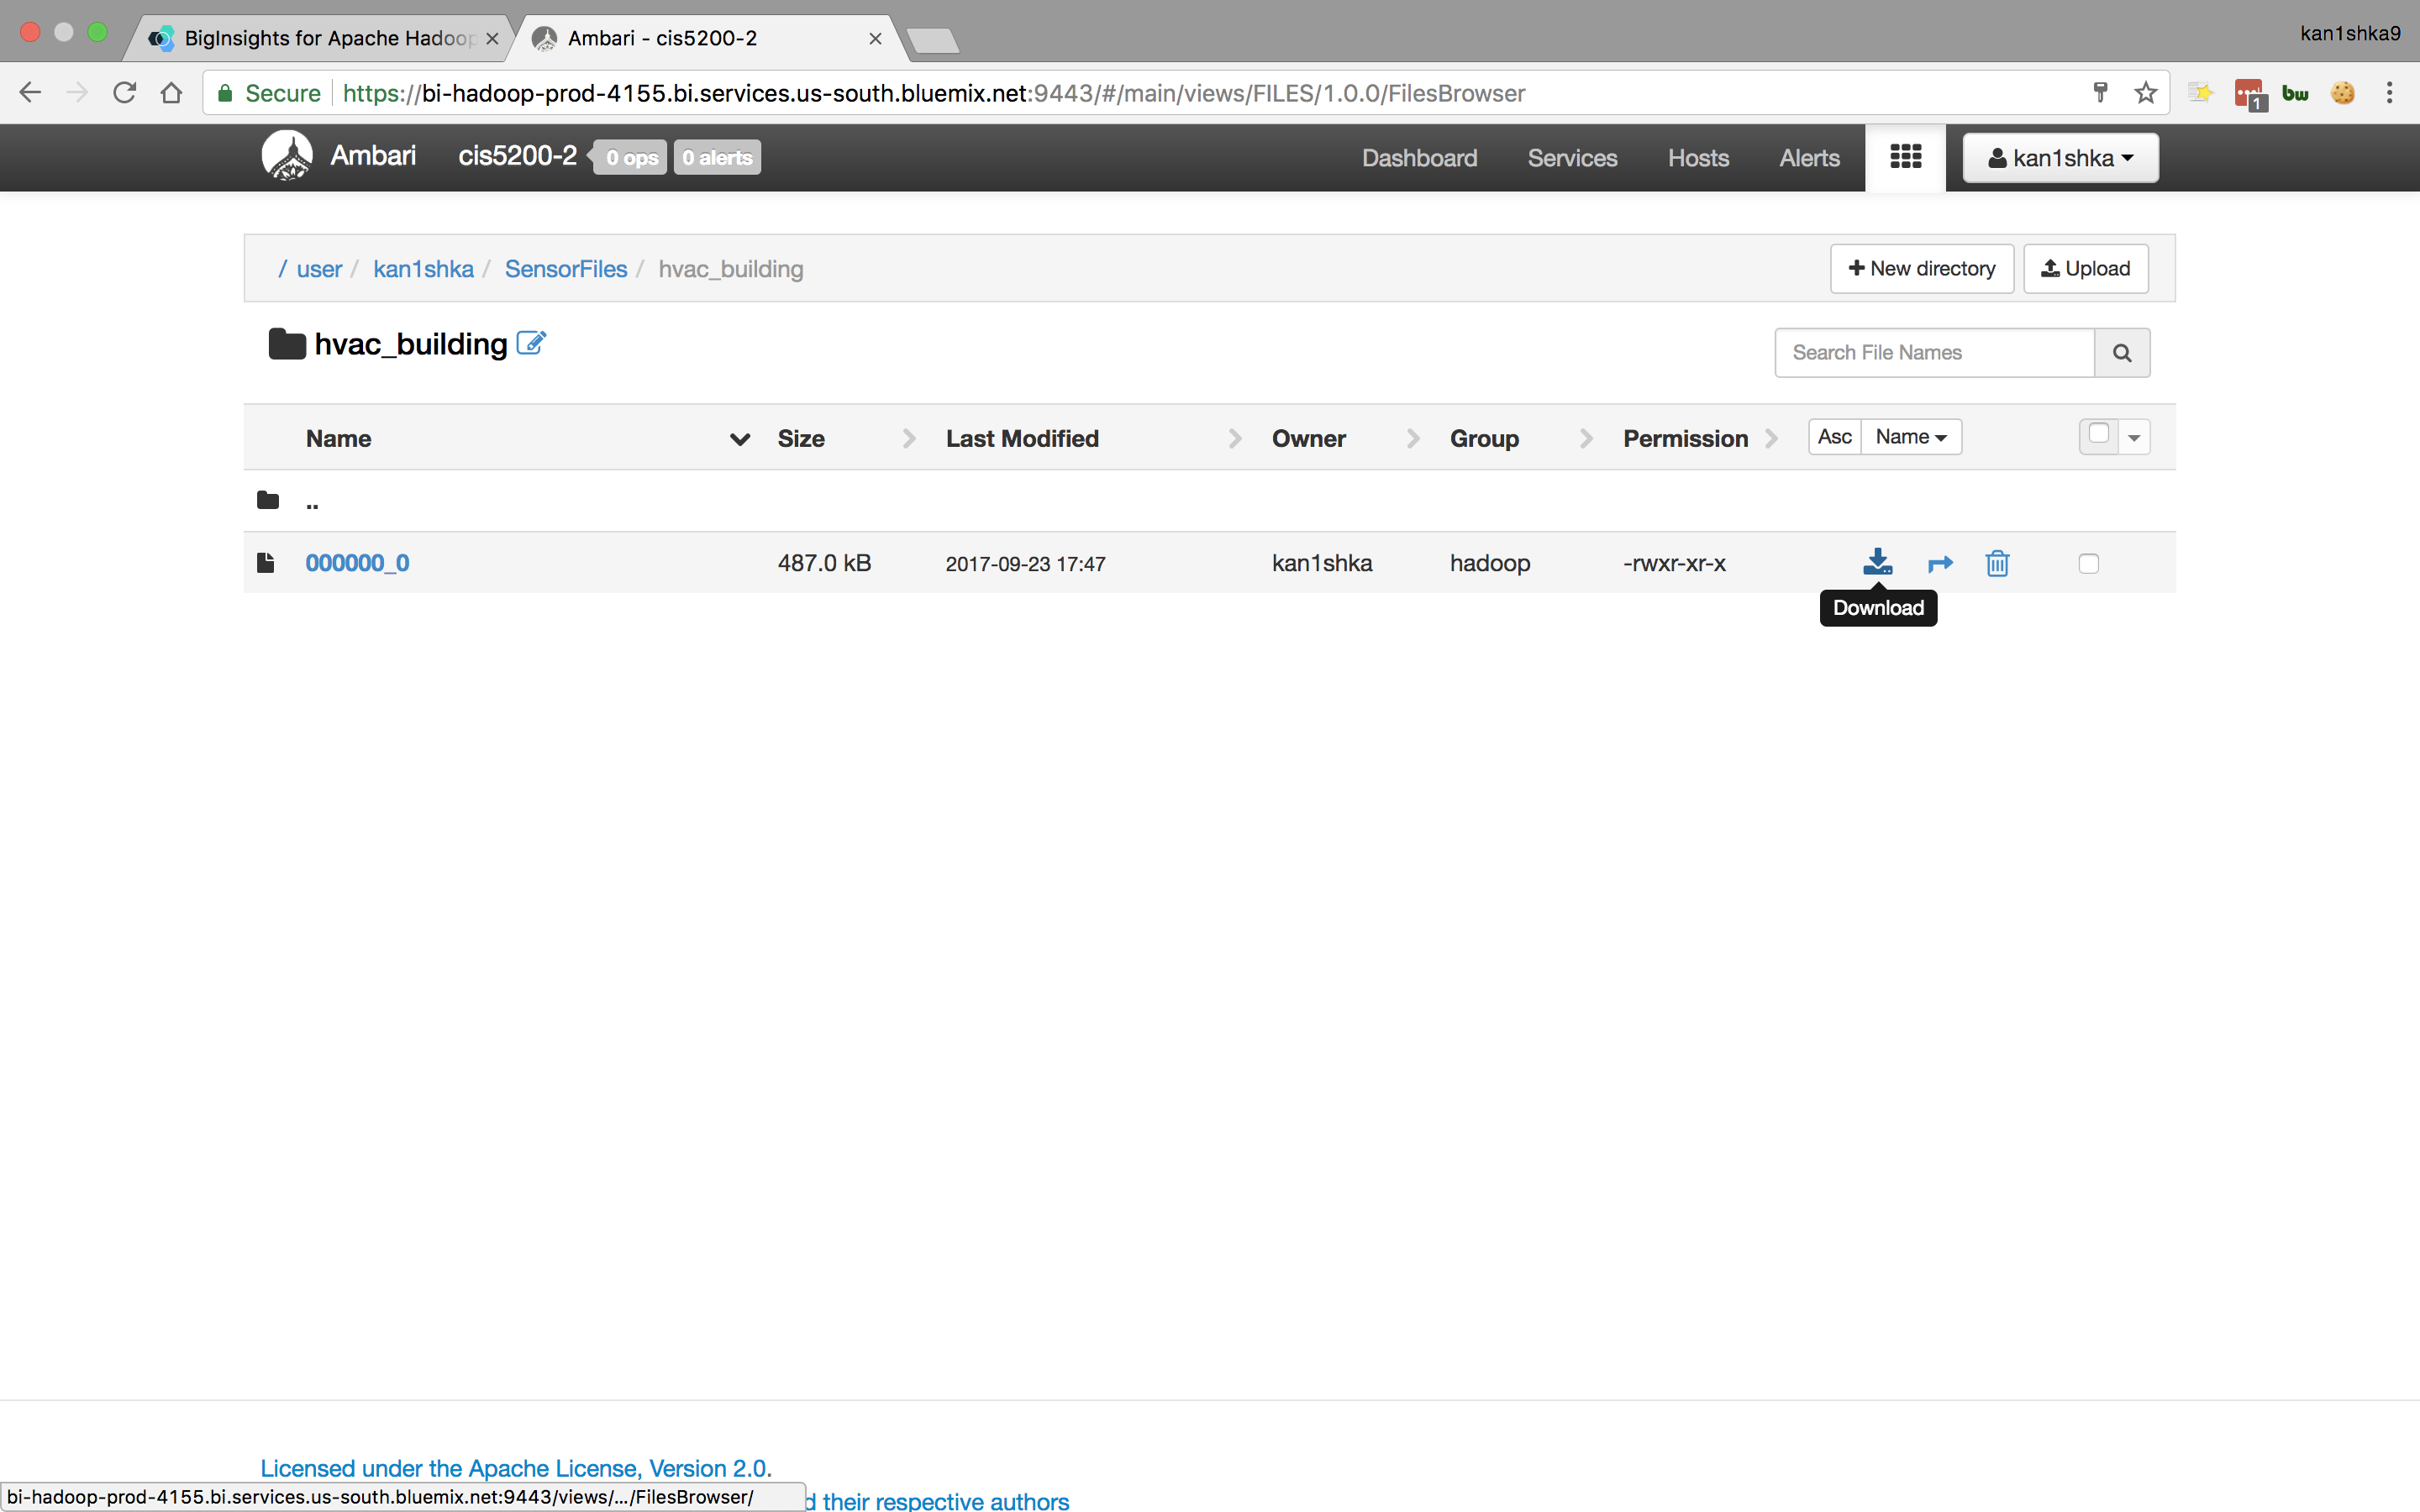 BigInsights for Apache Hadoop
Ambari - cis5200-2
kan1shka9
Secure https://bi-hadoop-prod-4155.bi.services.us-south.bluemix.net:9443/#/main/views/FILES/1.0.0/FilesBrowser
1 bw
Ambari cis5200-2 0 ops 0 alerts Dashboard Services Hosts Alerts kan1shka
/ user / kan1shka / SensorFiles / hvac_building + New directory Upload
hvac_building Search File Names
Name Size Last Modified Owner Group Permission Asc Name
..
000000_0 487.0 kB 2017-09-23 17:47 kan1shka hadoop -rwxr-xr-x
Download
Licensed under the Apache License, Version 2.0.
bi-hadoop-prod-4155.bi.services.us-south.bluemix.net:9443/views/.../FilesBrowser/
their respective authors